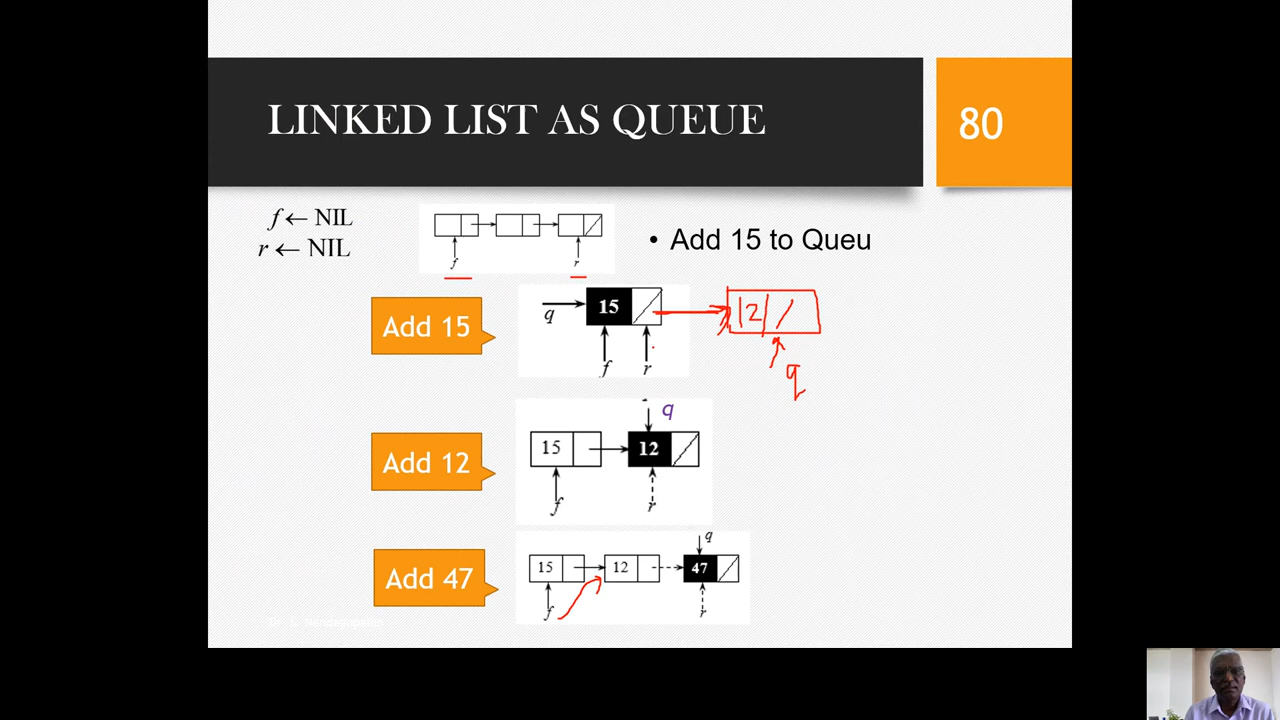 LINKED LIST AS QUEUE
80
f ← NIL
r ← NIL
f
r
• Add 15 to Queu
Add 15
q
15
f
r
12
q
Add 12
q
15
12
f
r
Add 47
q
15
12
47
f
r